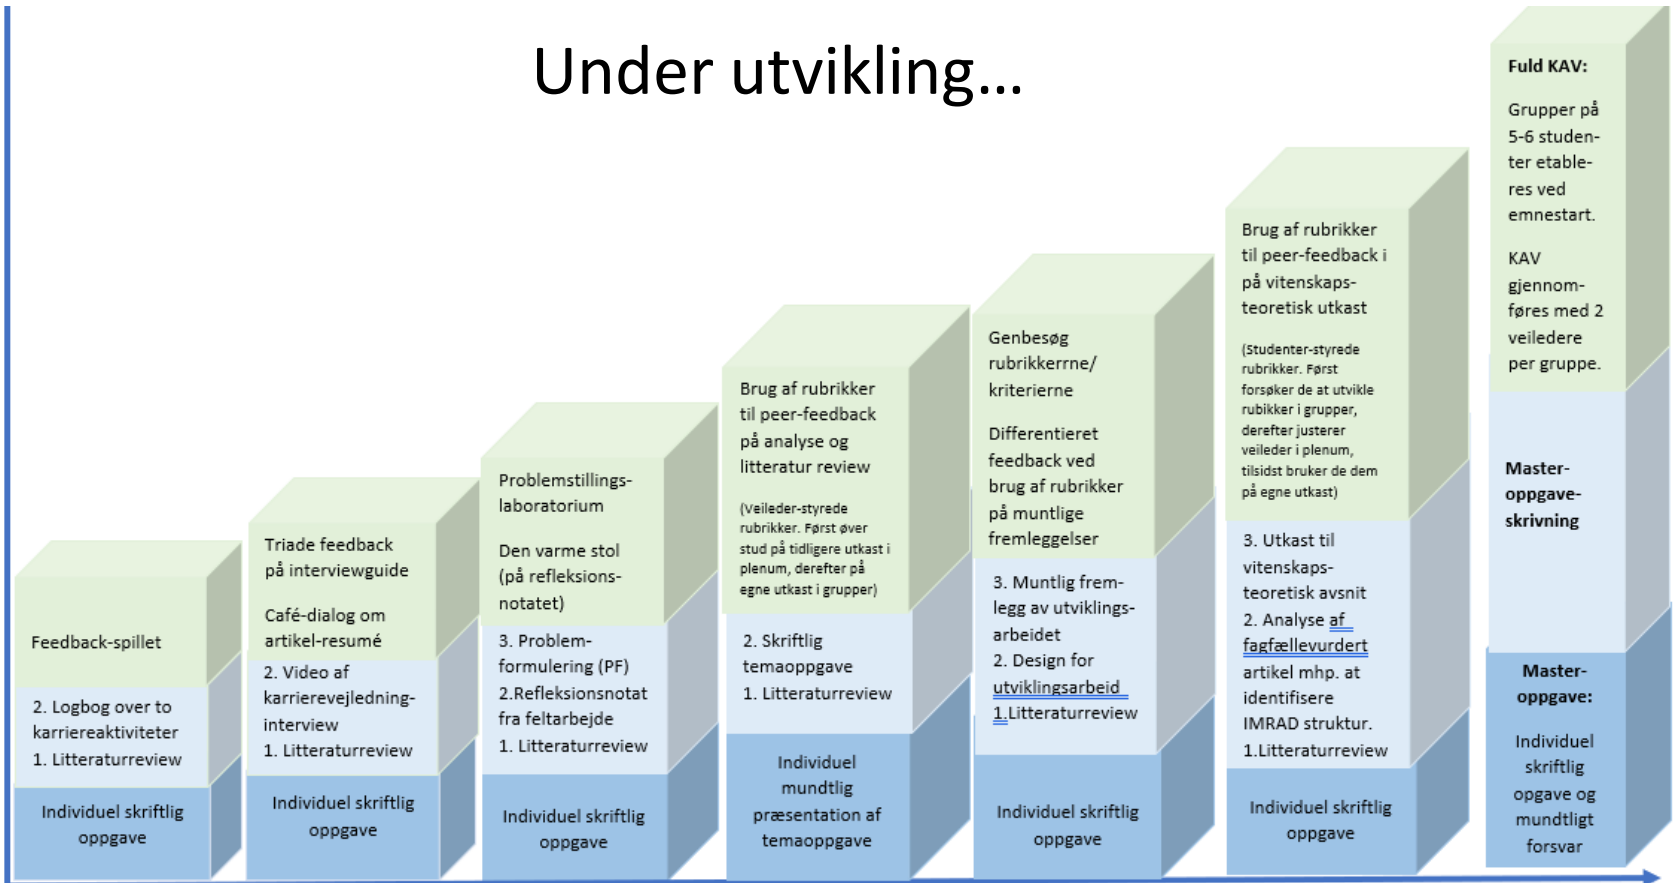 Under utvikling...
Feedback-spillet
2. Logbog over to
karriereaktiviteter
1. Litteraturreview
Individuel skriftlig
oppgave
Triade feedback
på interviewguide
Café-dialog om
artikel-resumé
2. Video af
karrierevejledning-
interview
1. Litteraturreview
Individuel skriftlig
oppgave
Problemstillings-
laboratorium
Den varme stol
(på refleksions-
notatet)
3. Problem-
formulering (PF)
2.Refleksionsnotat
fra feltarbejde
1. Litteraturreview
Individuel skriftlig
oppgave
Brug af rubrikker
til peer-feedback
på analyse og
litteratur review
(Veileder-styrede
rubrikker. Først øver
stud på tidligere utkast i
plenum, derefter på
egne utkast i grupper)
2. Skriftlig
temaoppgave
1. Litteraturreview
Individuel
mundtlig
præsentation af
temaoppgave
Genbesøg
rubrikkerrne/
kriterierne
Differentieret
feedback ved
brug af rubrikker
på muntlige
fremleggelser
3. Muntlig frem-
legg av utviklings-
arbeidet
2. Design for
utviklingsarbeid
1.Litteraturreview
Individuel skriftlig
oppgave
Brug af rubrikker
til peer-feedback i
på vitenskaps-
teoretisk utkast
(Studenter-styrede
rubrikker. Først
forsøker de at utvikle
rubikker i grupper,
derefter justerer
veileder i plenum,
tilsidst bruker de dem
på egne utkast)
3. Utkast til
vitenskaps-
teoretisk avsnit
2. Analyse af
fagfællevurdert
artikel mhp. at
identifisere
IMRAD struktur.
1.Litteraturreview
Individuel skriftlig
oppgave
Fuld KAV:
Grupper på
5-6 studen-
ter etable-
res ved
emnestart.
KAV
gjennom-
føres med 2
veiledere
per gruppe.
Master-
oppgave-
skrivning
Master-
oppgave:
Individuel
skriftlig
opgave og
mundtligt
forsvar